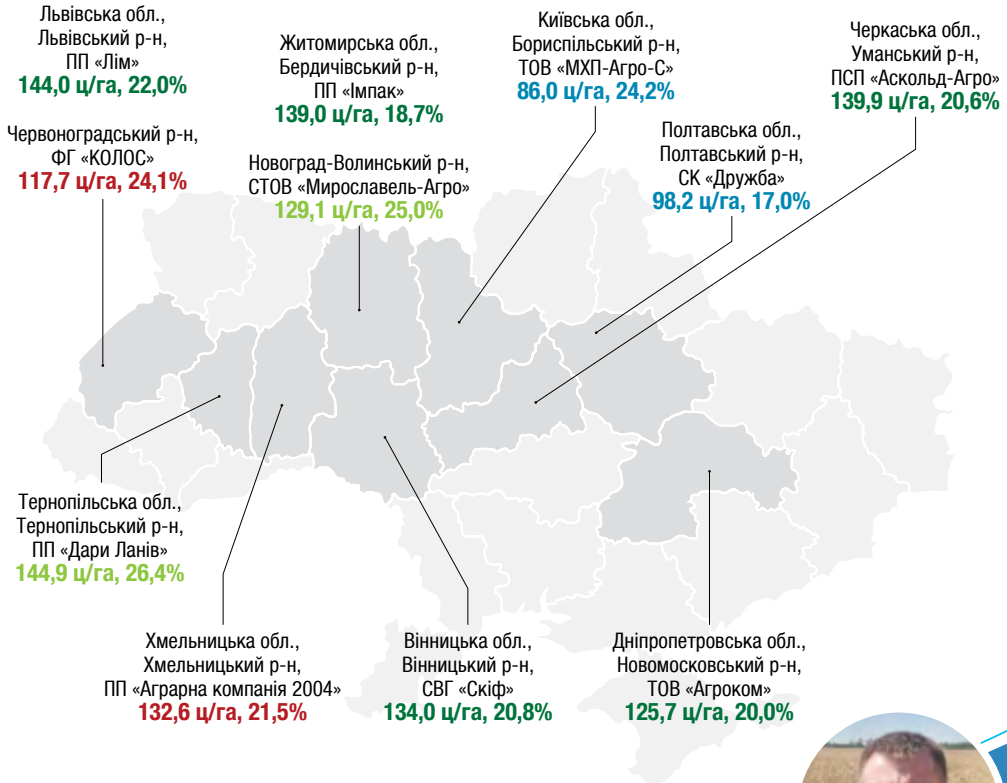 Львівська обл.,
Львівський р-н,
ПП «Лім»
144,0 ц/га, 22,0%
Червоноградський р-н,
ФГ «КОЛОС»
117,7 ц/га, 24,1%
Житомирська обл.,
Бердичівський р-н,
ПП «Імпак»
139,0 ц/га, 18,7%
Новоград-Волинський р-н,
СТОВ «Мирославель-Агро»
129,1 ц/га, 25,0%
Київська обл.,
Бориспільський р-н,
ТОВ «МХП-Агро-С»
86,0 ц/га, 24,2%
Полтавська обл.,
Полтавський р-н,
СК «Дружба»
98,2 ц/га, 17,0%
Черкаська обл.,
Уманський р-н,
ПСП «Аскольд-Агро»
139,9 ц/га, 20,6%
Тернопільська обл.,
Тернопільський р-н,
ПП «Дари Ланів»
144,9 ц/га, 26,4%
Хмельницька обл.,
Хмельницький р-н,
ПП «Аграрна компанія 2004»
132,6 ц/га, 21,5%
Вінницька обл.,
Вінницький р-н,
СВГ «Скіф»
134,0 ц/га, 20,8%
Дніпропетровська обл.,
Новомосковський р-н,
ТОВ «Агроком»
125,7 ц/га, 20,0%